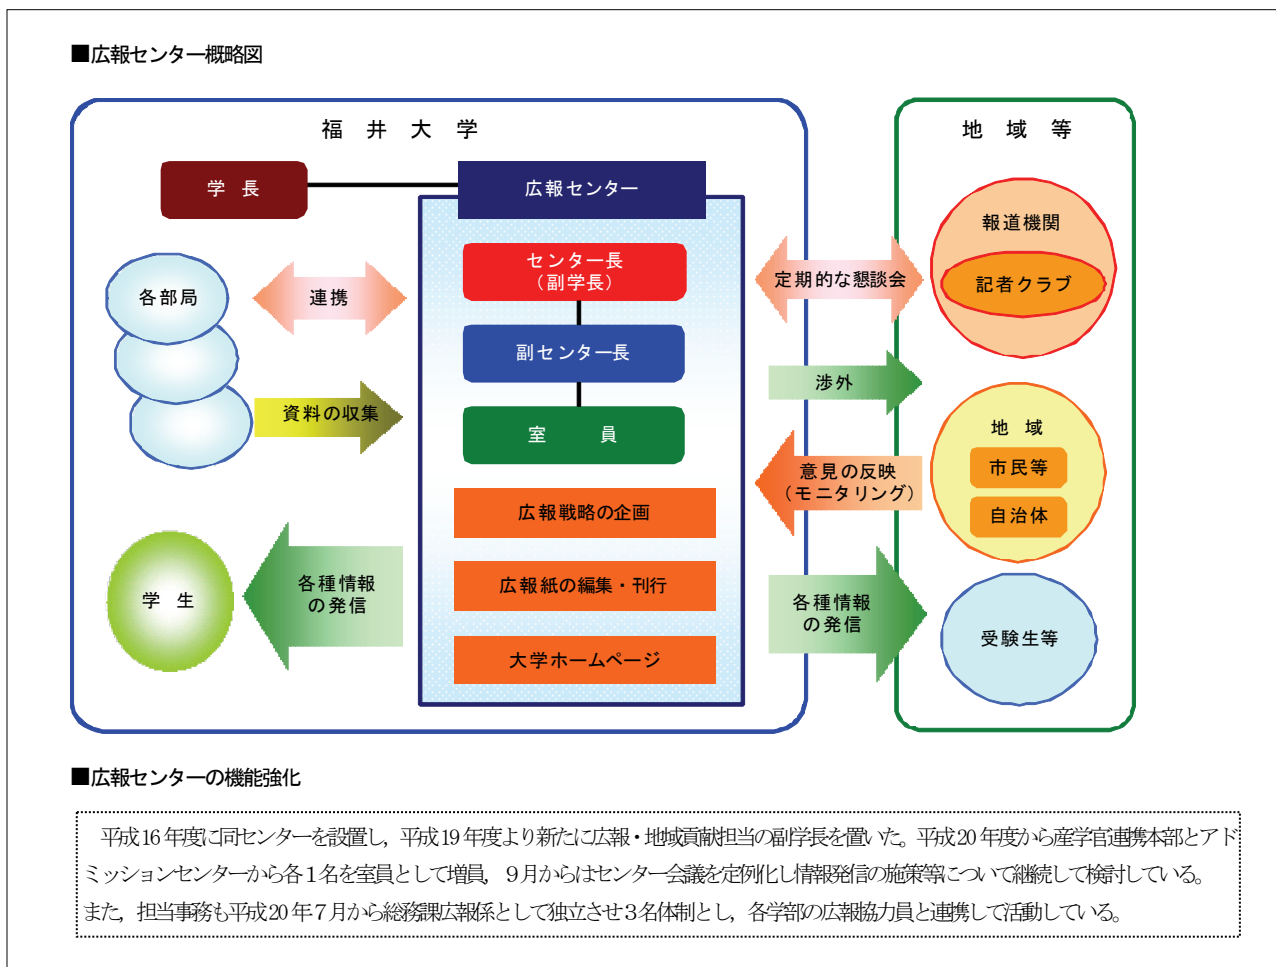 ■広報センター概略図
福井大学
地域等
学長
広報センター
報道機関
記者クラブ
センター長
(副学長)
定期的な懇談会
各部局
連携
副センター長
渉外
資料の収集
室員
地域
市民等
自治体
意見の反映
(モニタリング)
広報戦略の企画
学生
各種情報
の発信
広報紙の編集・刊行
各種情報
の発信
受験生等
大学ホームページ
■広報センターの機能強化
平成16年度に同センターを設置し，平成19年度より新たに広報・地域貢献担当の副学長を置いた。平成20年度から産学官連携本部とアド
ミッションセンターから各１名を室員として増員，９月からはセンター会議を定例化し情報発信の施策等について継続して検討している。
また，担当事務も平成20年７月から総務課広報係として独立させ３名体制とし，各学部の広報協力員と連携して活動している。